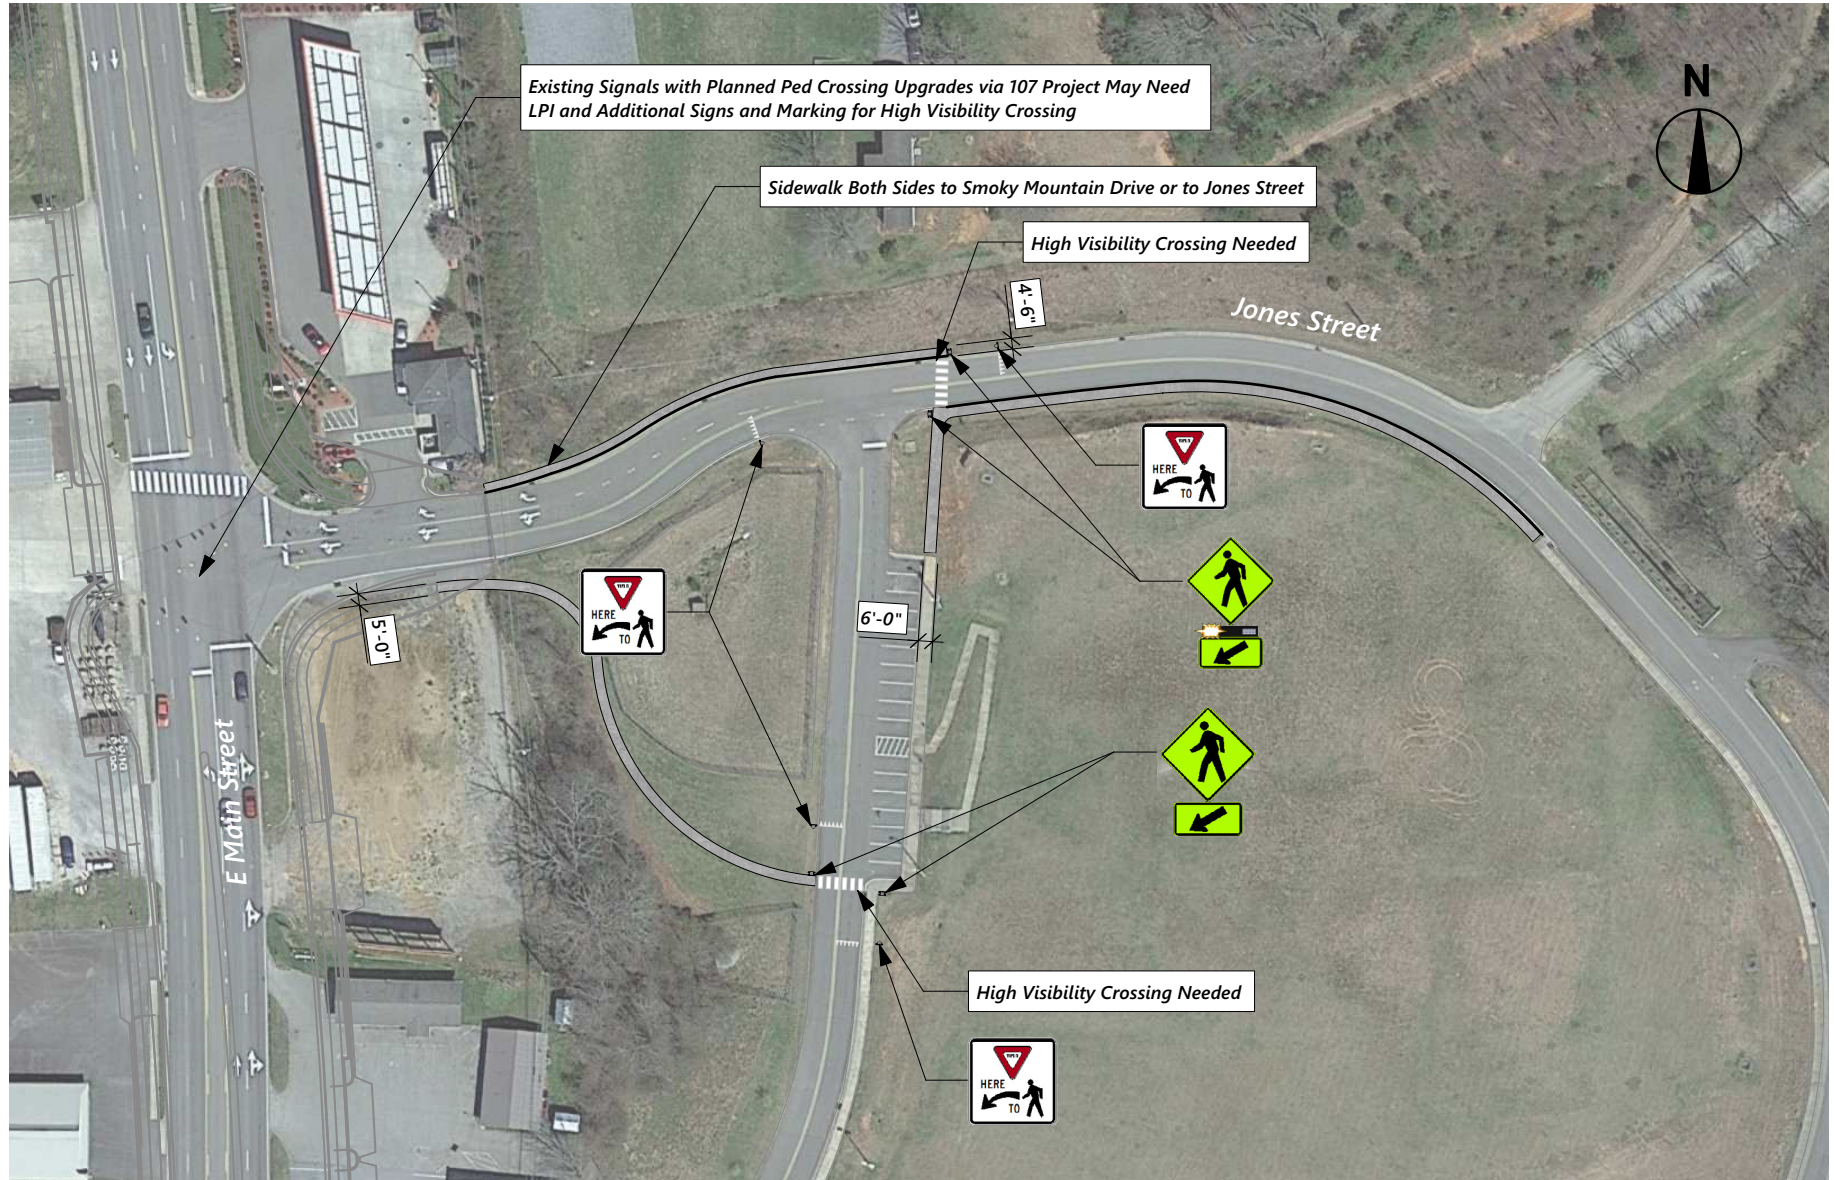 Existing Signals with Planned Ped Crossing Upgrades via 107 Project May Need
LPI and Additional Signs and Marking for High Visibility Crossing
N
Sidewalk Both Sides to Smoky Mountain Drive or to Jones Street
High Visibility Crossing Needed
4'-6"
Jones Street
HERE
TO
HERE
TO
6'-0"
5'-0"
E Main Street
High Visibility Crossing Needed
HERE
TO